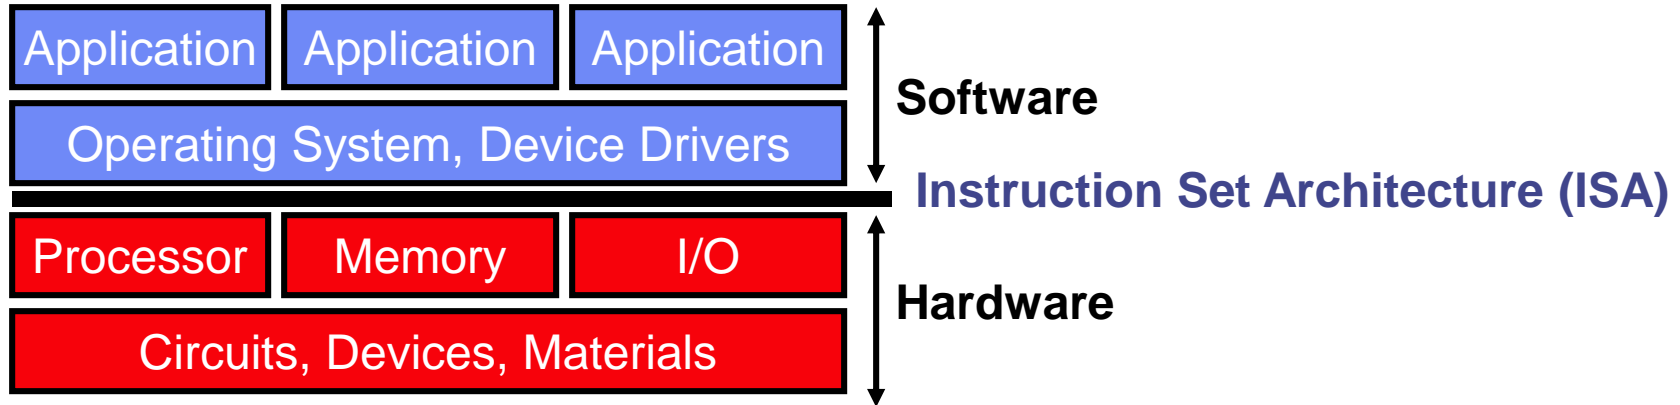 Application
Application
Application
Software
Operating System, Device Drivers
Instruction Set Architecture (ISA)
Processor
Memory
I/O
Hardware
Circuits, Devices, Materials